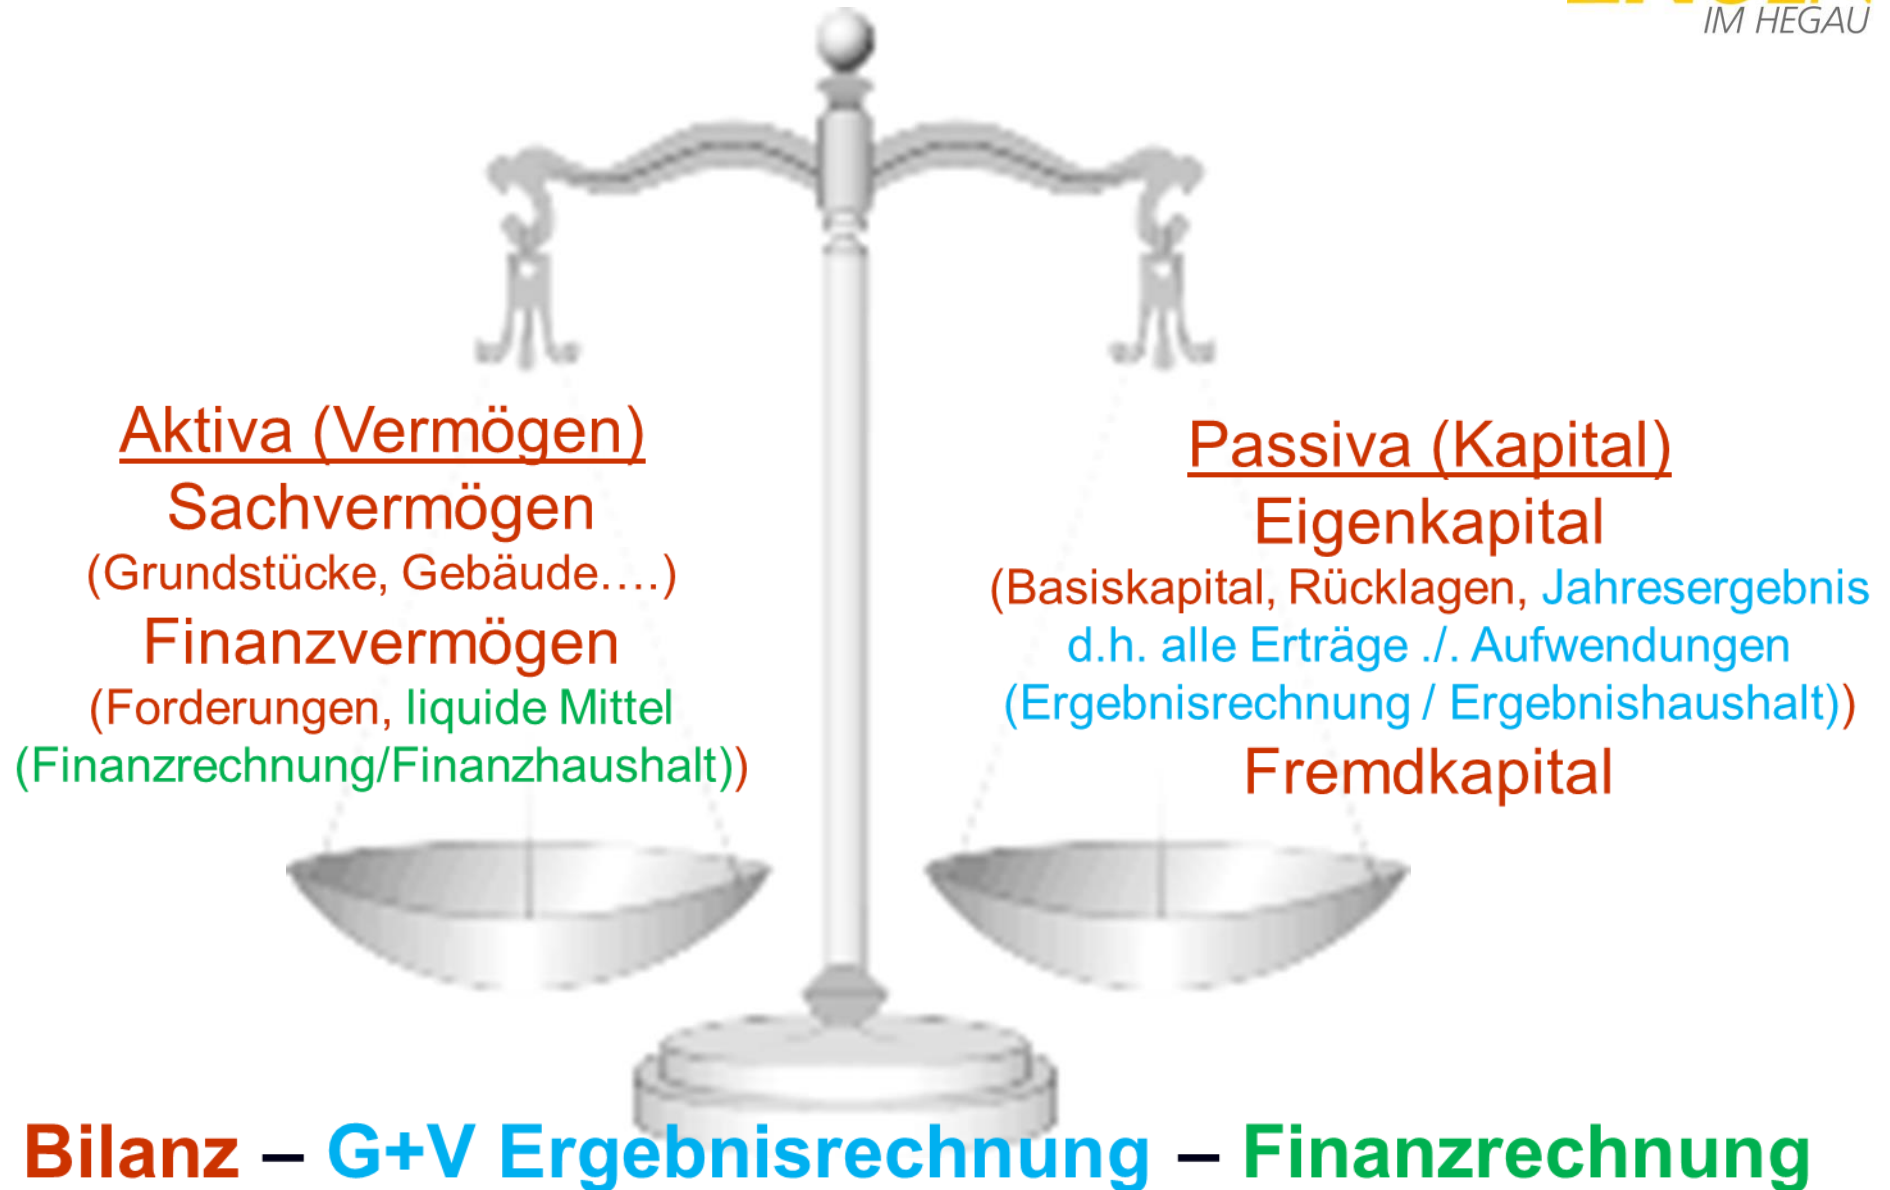 IM HEGAU
Aktiva (Vermögen)
Sachvermögen
(Grundstücke, Gebäude....)
Finanzvermögen
(Forderungen, liquide Mittel
(Finanzrechnung/Finanzhaushalt))
Passiva (Kapital)
Eigenkapital
(Basiskapital, Rücklagen, Jahresergebnis
d.h. alle Erträge ./. Aufwendungen
(Ergebnisrechnung / Ergebnishaushalt))
Fremdkapital
Bilanz – G+V Ergebnisrechnung – Finanzrechnung